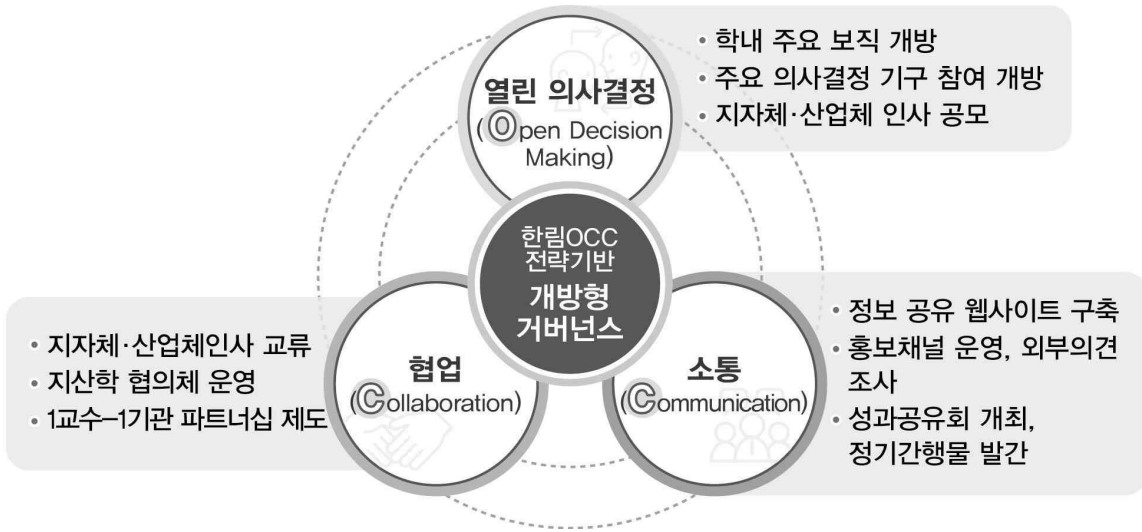 열린 의사결정
(Open Decision
Making)
• 학내 주요 보직 개방
• 주요 의사결정 기구 참여 개방
• 지자체·산업체 인사 공모
한림OCC
전략기반
개방형
거버넌스
• 지자체·산업체인사 교류
• 지산학 협의체 운영
• 1교수–1기관 파트너십 제도
협업
(Collaboration)
소통
(Communication)
• 정보 공유 웹사이트 구축
• 홍보채널 운영, 외부의견
조사
• 성과공유회 개최,
정기간행물 발간